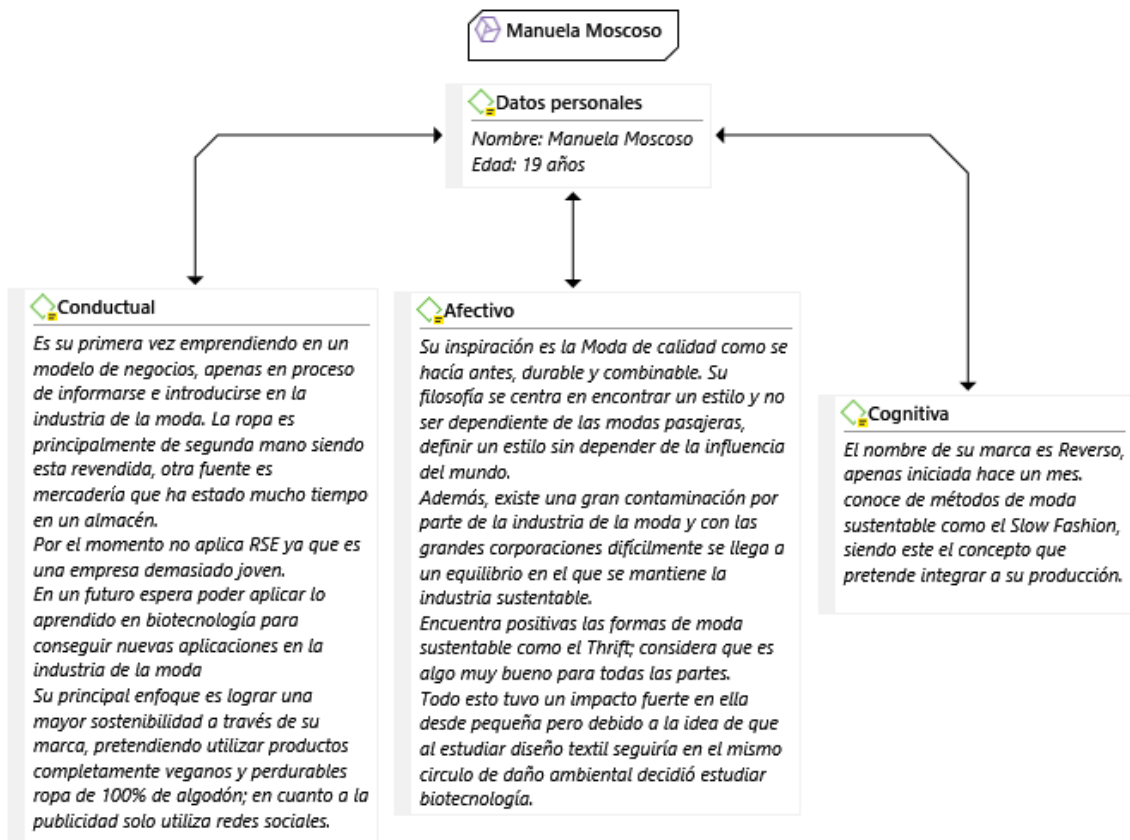 Manuela Moscoso
Datos personales
Nombre: Manuela Moscoso
Edad: 19 años
Conductual
Es su primera vez emprendiendo en un
modelo de negocios, apenas en proceso
de informarse e introducirse en la
industria de la moda. La ropa es
principalmente de segunda mano siendo
esta revendida, otra fuente es
mercadería que ha estado mucho tiempo
en un almacén.
Por el momento no aplica RSE ya que es
una empresa demasiado joven.
En un futuro espera poder aplicar lo
aprendido en biotecnología para
conseguir nuevas aplicaciones en la
industria de la moda
Su principal enfoque es lograr una
mayor sostenibilidad a través de su
marca, pretendiendo utilizar productos
completamente veganos y perdurables
ropa de 100% de algodón; en cuanto a la
publicidad solo utiliza redes sociales.
Afectivo
Su inspiración es la Moda de calidad como se
hacía antes, durable y combinable. Su
filosofía se centra en encontrar un estilo y no
ser dependiente de las modas pasajeras,
definir un estilo sin depender de la influencia
del mundo.
Además, existe una gran contaminación por
parte de la industria de la moda y con las
grandes corporaciones difícilmente se llega a
un equilibrio en el que se mantiene la
industria sustentable.
Encuentra positivas las formas de moda
sustentable como el Thrift; considera que es
algo muy bueno para todas las partes.
Todo esto tuvo un impacto fuerte en ella
desde pequeña pero debido a la idea de que
al estudiar diseño textil seguiría en el mismo
circulo de daño ambiental decidió estudiar
biotecnología.
Cognitiva
El nombre de su marca es Reverso,
apenas iniciada hace un mes.
conoce de métodos de moda
sustentable como el Slow Fashion,
siendo este el concepto que
pretende integrar a su producción.